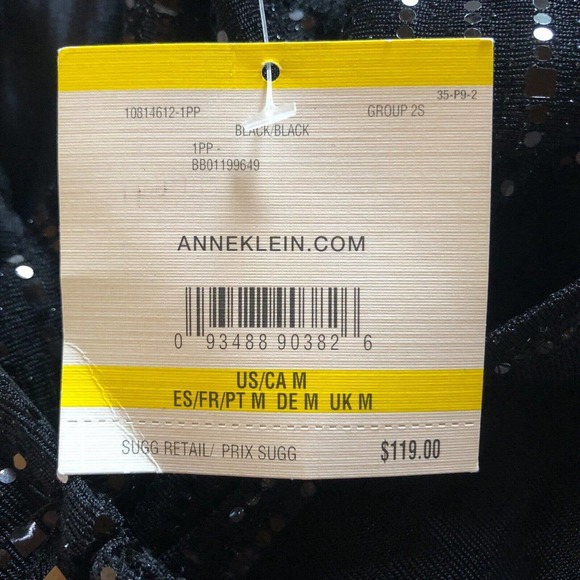 35-P9-2
10814612-1PP GROUP 2S
BLACK/BLACK
1PP -
BB01199649
ANNEKLEIN.COM
0 93488 90382 6
US/CA M
ES/FR/PT M DE M UK M
SUGG RETAIL/ PRIX SUGG $119.00